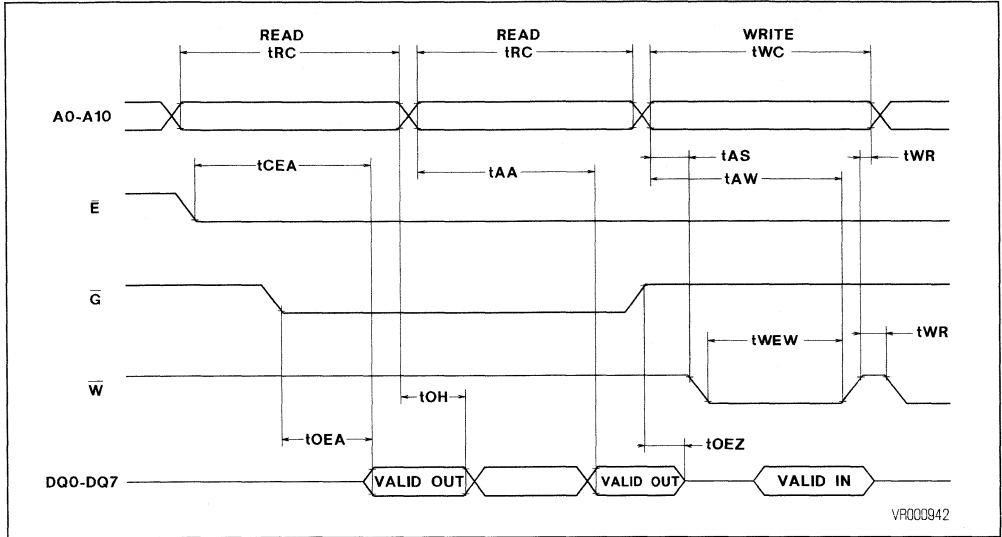 READ READ WRITE
tRC tRC tWC
A0-A10
tCEA tAA tAS tWR
tAW
E̅
G̅
tWEW tWR
W̅
tOH
tOEA tOEZ
DQ0-DQ7 VALID OUT VALID OUT VALID IN
VR000942